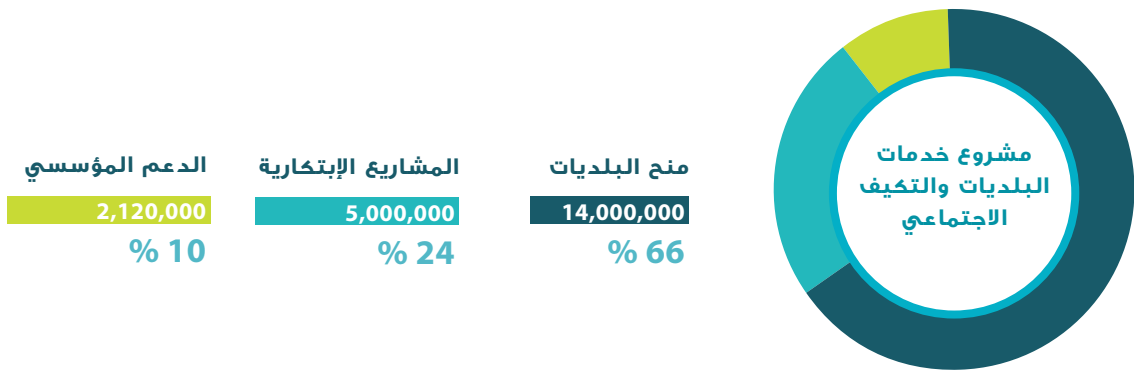 مشروع خدمات
البلديات والتكيف
الاجتماعي
منح البلديات
14,000,000
% 66
المشاريع الإبتكارية
5,000,000
% 24
الدعم المؤسسي
2,120,000
% 10